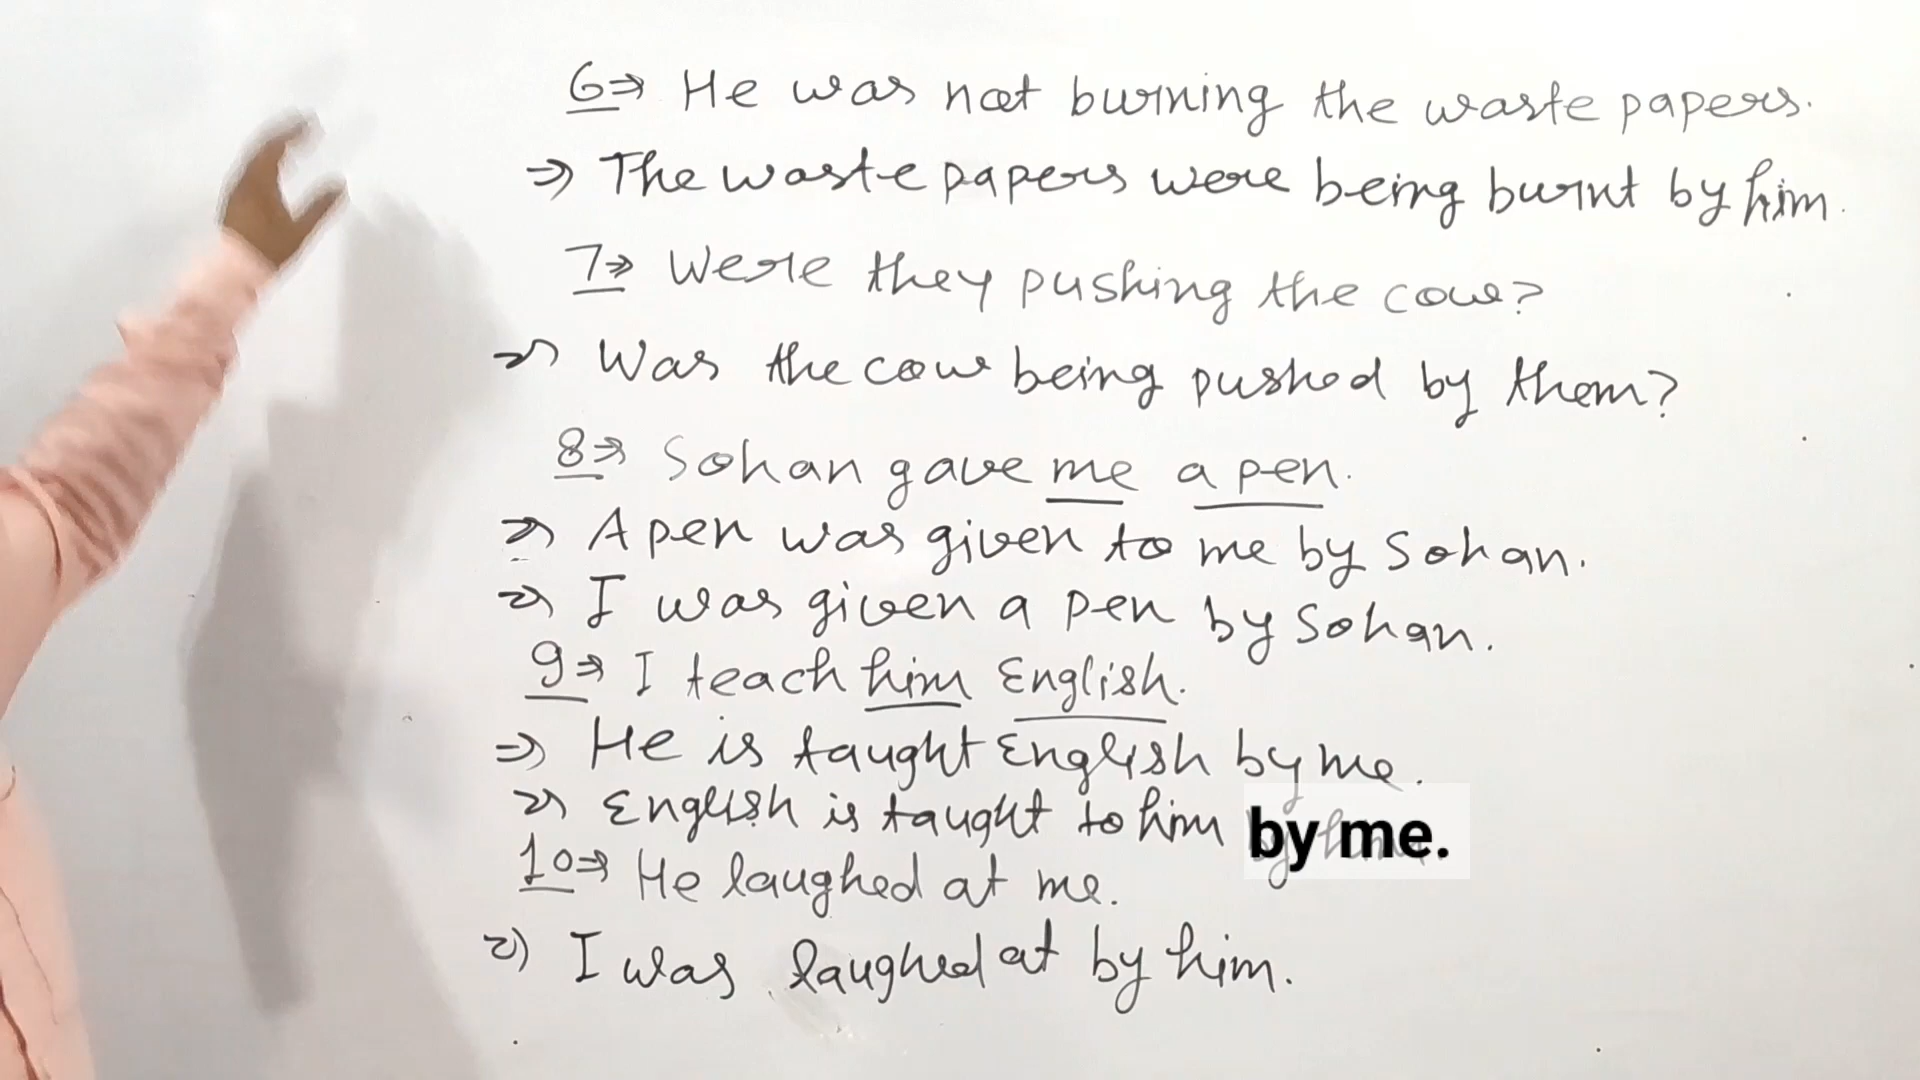 6⇒ He was not burning the waste papers.
⇒ The waste papers were being burnt by him.
7⇒ Were they pushing the cow?
⇒ Was the cow being pushed by them?
8⇒ Sohan gave me a pen.
⇒ A pen was given to me by Sohan.
⇒ I was given a pen by Sohan.
9⇒ I teach him English.
⇒ He is taught English by me.
⇒ English is taught to him by me.
10⇒ He laughed at me.
⇒ I was laughed at by him.